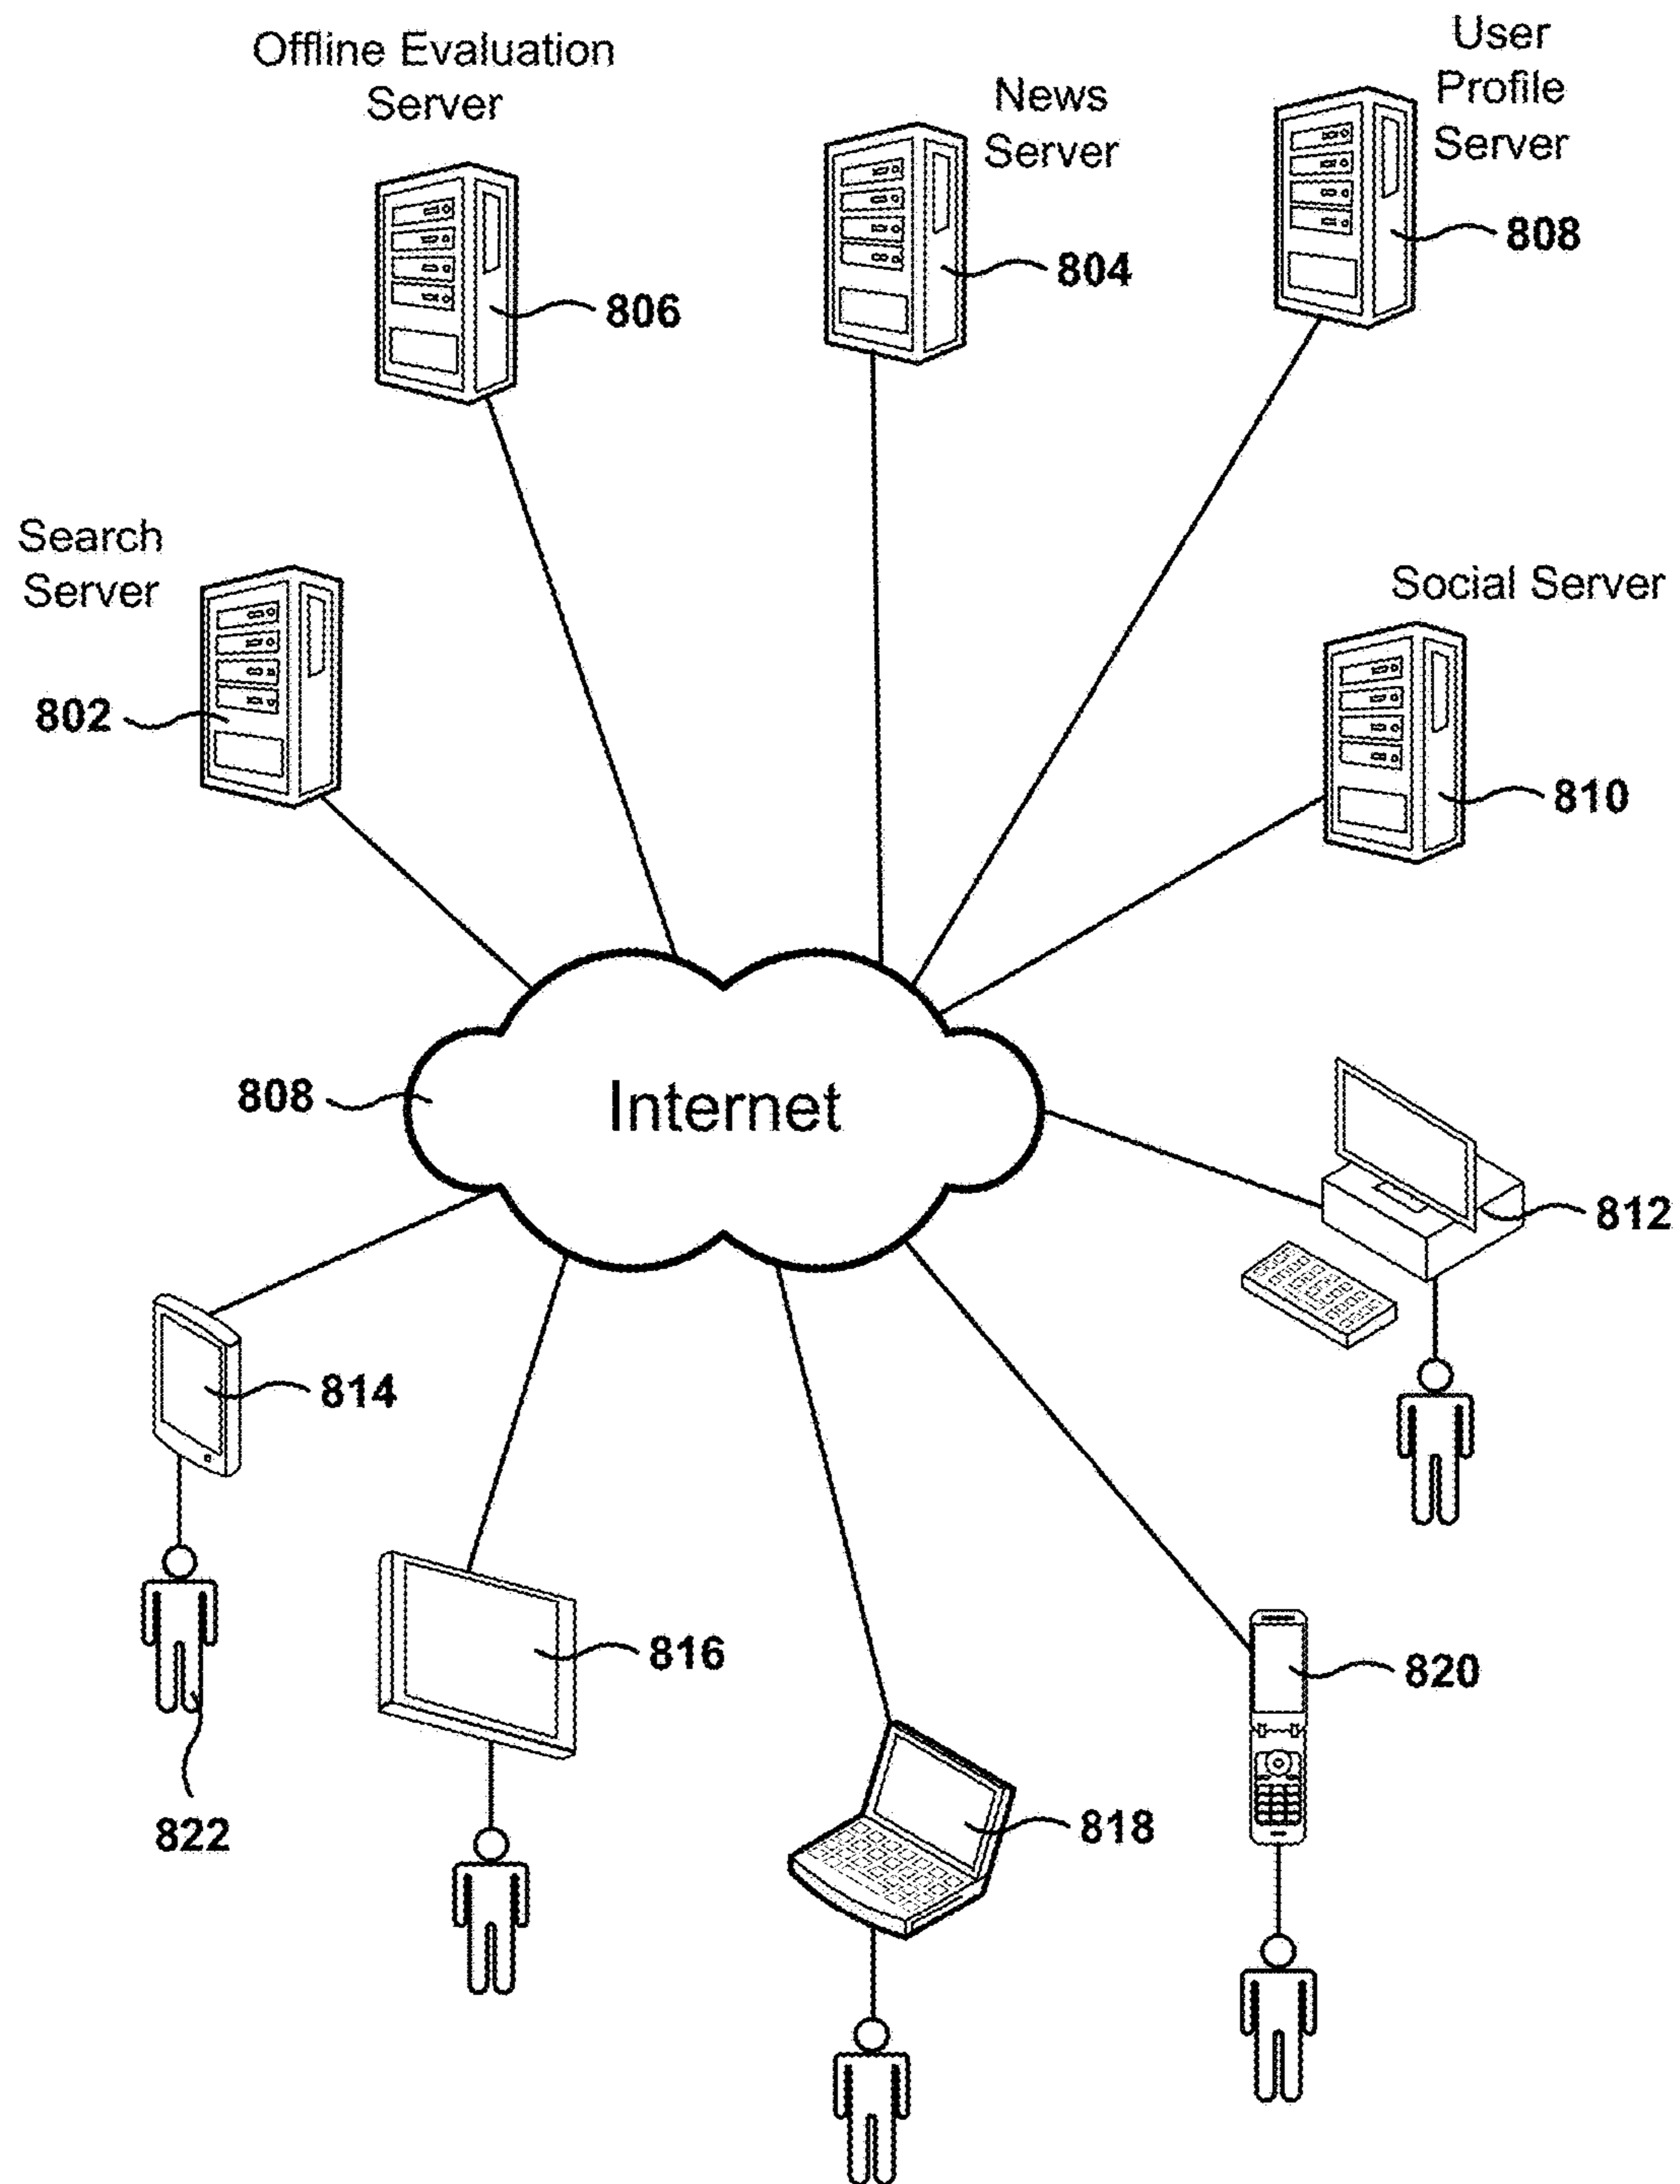 Offline Evaluation
Server
News
Server
User
Profile
Server
806
804
808
Search
Server
Social Server
802
810
808
Internet
812
814
816
820
822
818